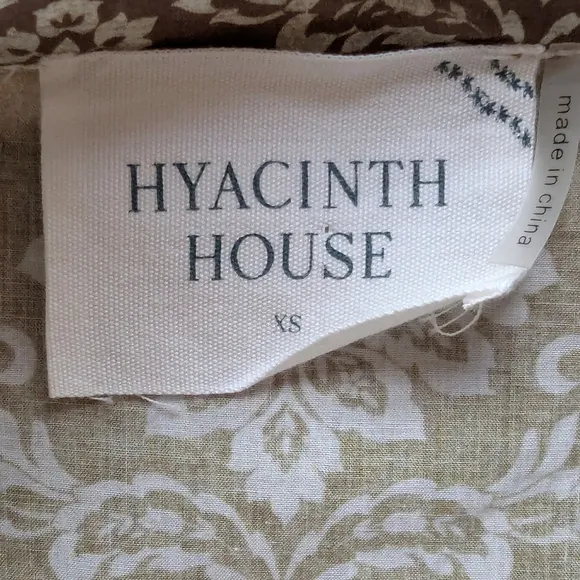 HYACINTH
HOUSE
XS
made in china